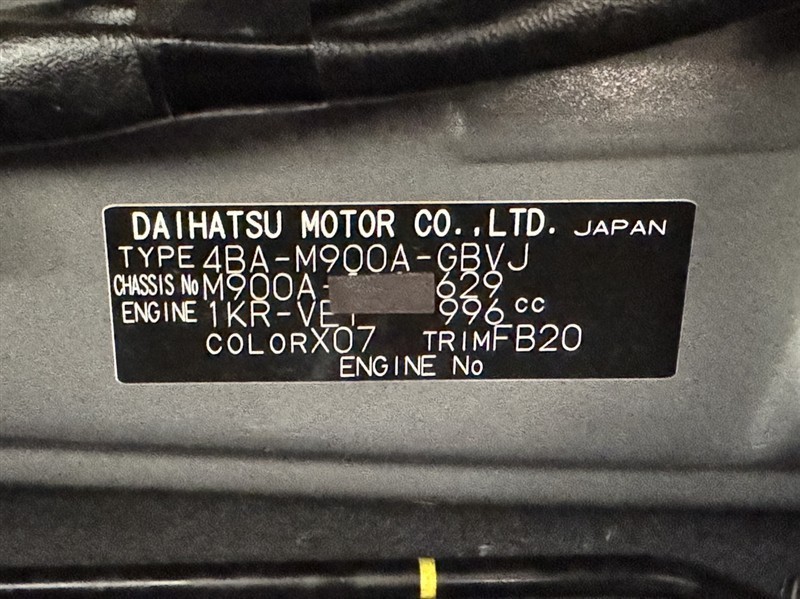 DAIHATSU MOTOR CO.,LTD. JAPAN
TYPE 4BA-M900A-GBVJ
CHASSIS No M900A- 629
ENGINE 1KR-VET 996 cc
COLOR X07 TRIM FB20
ENGINE No